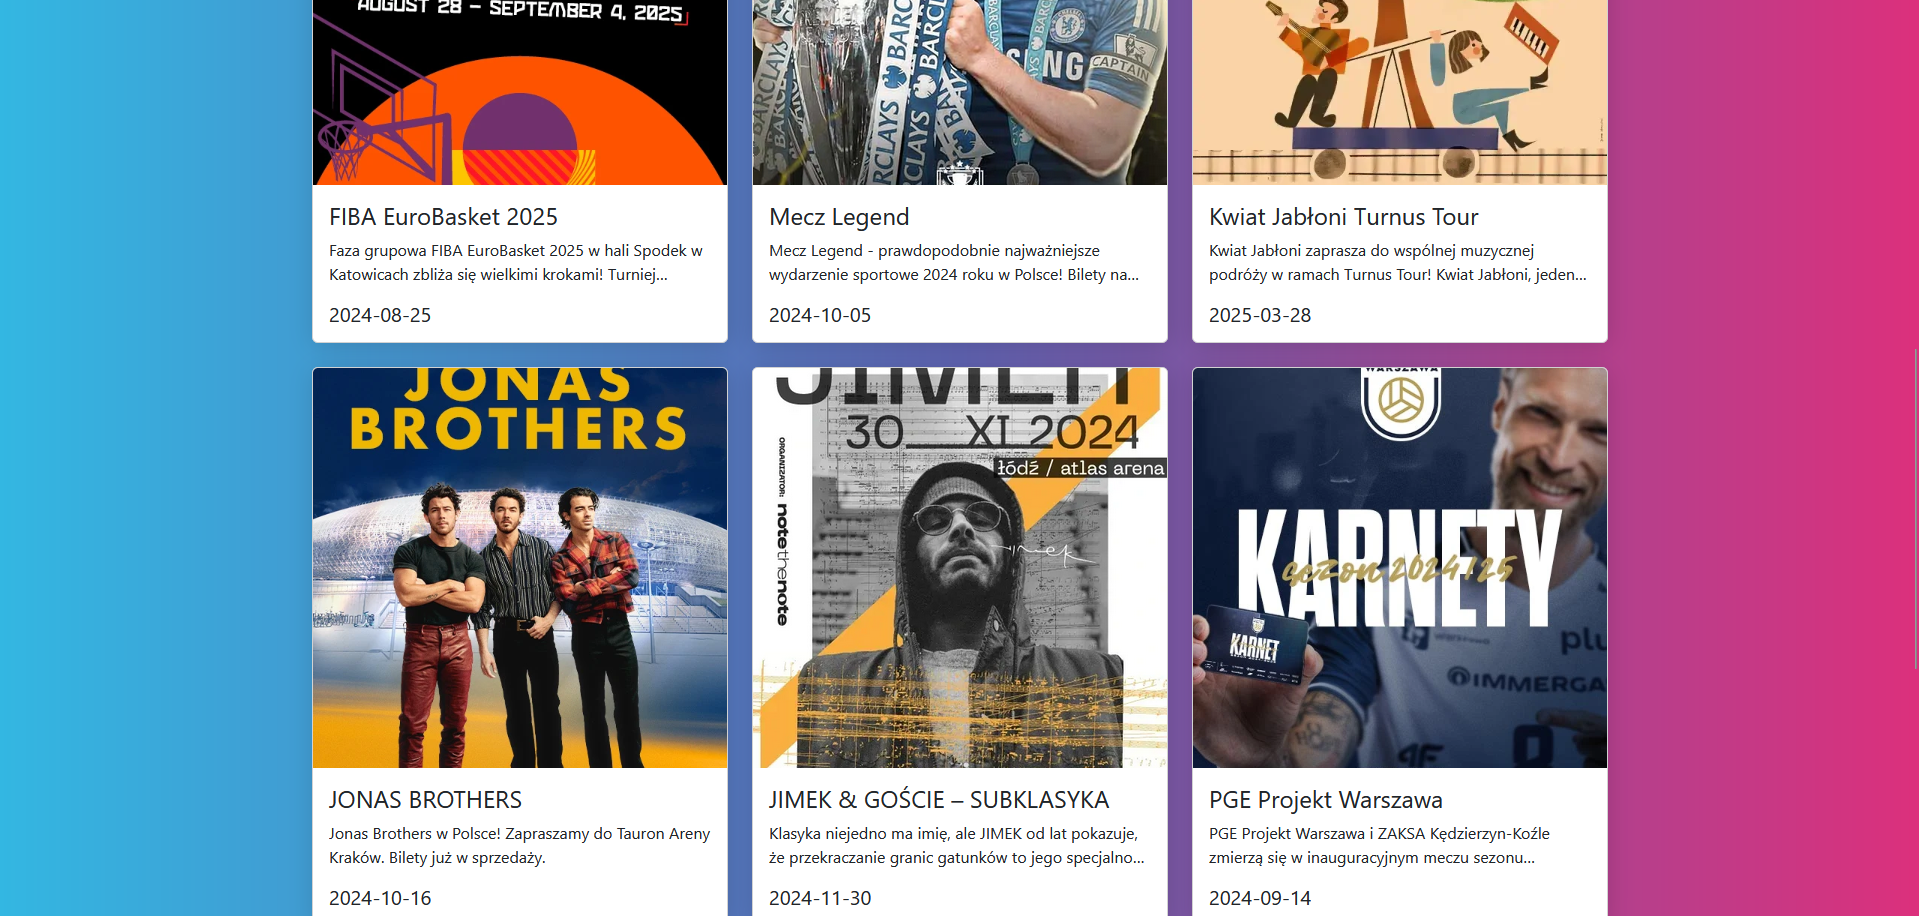 AUGUST 28 – SEPTEMBER 4, 2025
BARCLAYS
BARCLAYS
CAPTAIN
FIBA EuroBasket 2025
Faza grupowa FIBA EuroBasket 2025 w hali Spodek w
Katowicach zbliża się wielkimi krokami! Turniej...
2024-08-25
Mecz Legend
Mecz Legend - prawdopodobnie najważniejsze
wydarzenie sportowe 2024 roku w Polsce! Bilety na...
2024-10-05
Kwiat Jabłoni Turnus Tour
Kwiat Jabłoni zaprasza do wspólnej muzycznej
podróży w ramach Turnus Tour! Kwiat Jabłoni, jeden...
2025-03-28
JONAS
BROTHERS
JONAS BROTHERS
Jonas Brothers w Polsce! Zapraszamy do Tauron Areny
Kraków. Bilety już w sprzedaży.
2024-10-16
JIMEK
30 XI 2024
łódź / atlas arena
ORGANIZATOR: notethenote
jimek
JIMEK & GOŚCIE – SUBKLASYKA
Klasyka niejedno ma imię, ale JIMEK od lat pokazuje,
że przekraczanie granic gatunków to jego specjalno...
2024-11-30
WARSZAWA
KARNETY
sezon 2024/25
KARNET
PGE Projekt Warszawa
PGE Projekt Warszawa i ZAKSA Kędzierzyn-Koźle
zmierzą się w inauguracyjnym meczu sezonu...
2024-09-14